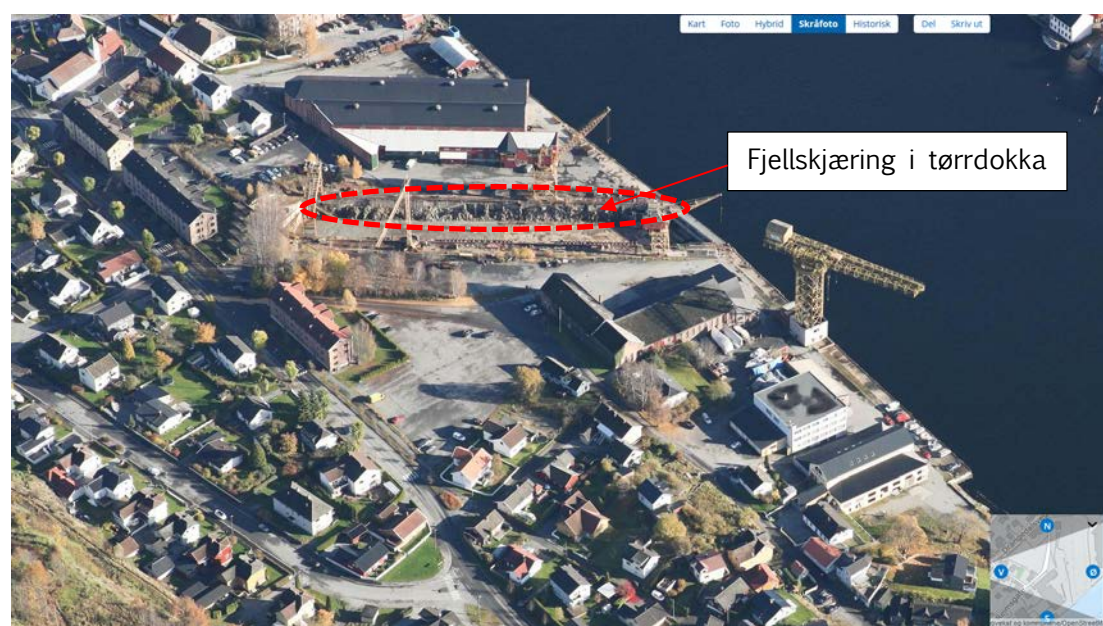 Kart Foto Hybrid Skråfoto Historisk Del Skriv ut
Fjellskjæring i tørrdokka
N
V Ø
S